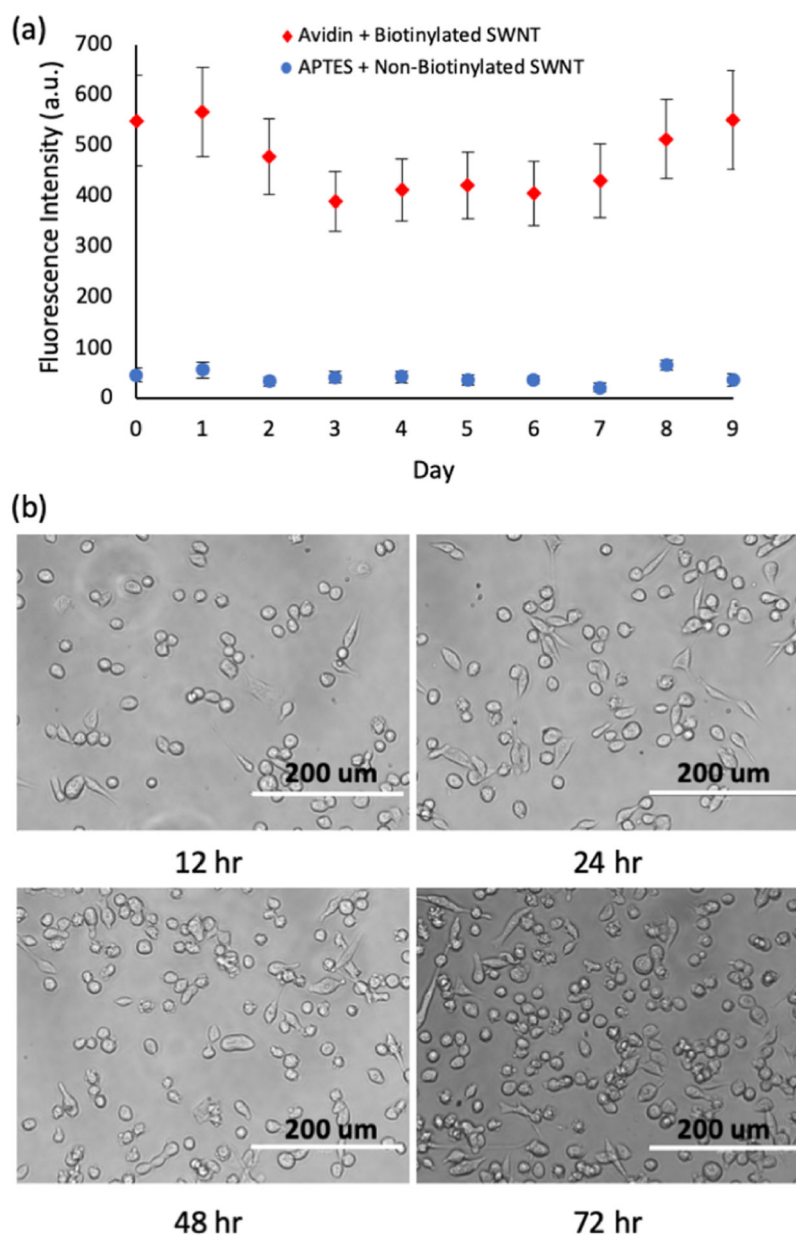 (a)
Avidin + Biotinylated SWNT
APTES + Non-Biotinylated SWNT
Fluorescence Intensity (a.u.)
700
600
500
400
300
200
100
0
0 1 2 3 4 5 6 7 8 9
Day
(b)
200 um 200 um
12 hr 24 hr
200 um 200 um
48 hr 72 hr